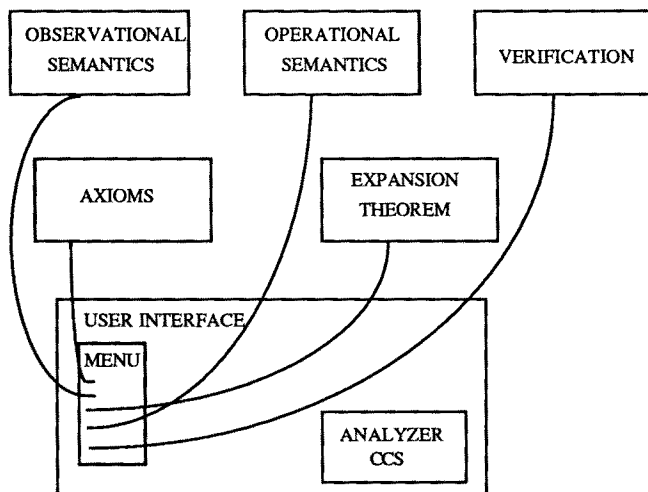 OBSERVATIONAL
SEMANTICS
OPERATIONAL
SEMANTICS
VERIFICATION
AXIOMS
EXPANSION
THEOREM
USER INTERFACE
MENU
ANALYZER
CCS